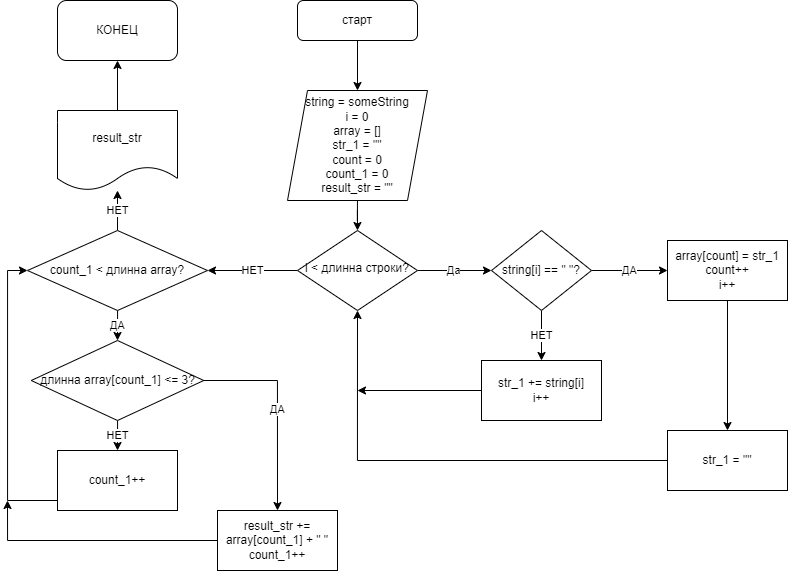 КОНЕЦ
старт
string = someString
i = 0
array = []
str_1 = ""
count = 0
count_1 = 0
result_str = ""
result_str
НЕТ
count_1 < длинна array?
НЕТ
I < длинна строки?
Да
string[i] == " "?
ДА
array[count] = str_1
count++
i++
ДА
НЕТ
длинна array[count_1] <= 3?
ДА
str_1 += string[i]
i++
НЕТ
count_1++
str_1 = ""
result_str +=
array[count_1] + " "
count_1++